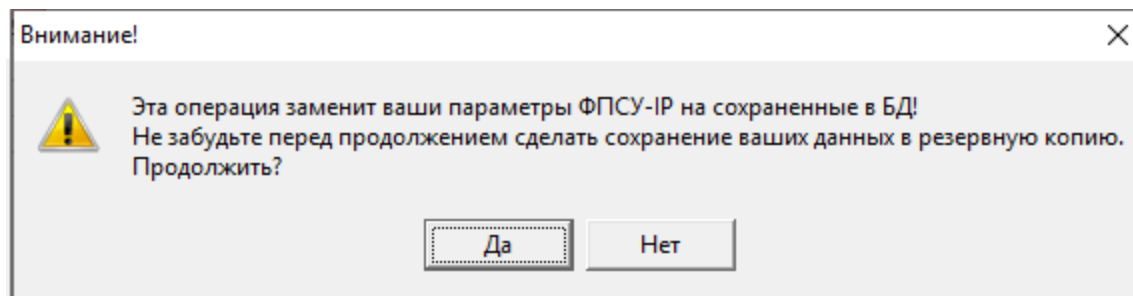 Внимание!
Эта операция заменит ваши параметры ФПСУ-IP на сохраненные в БД!
Не забудьте перед продолжением сделать сохранение ваших данных в резервную копию.
Продолжить?
Да
Нет